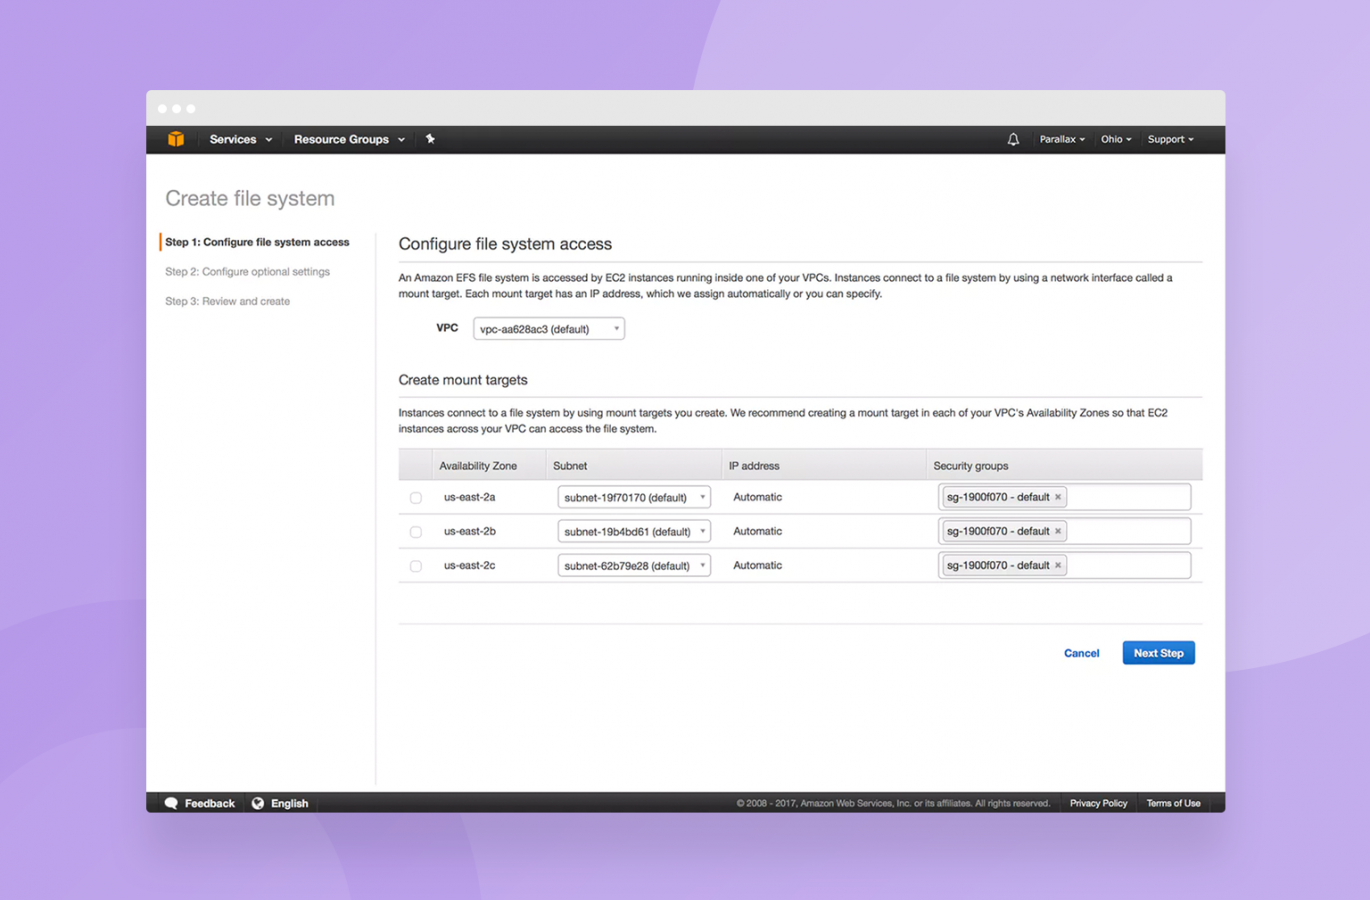 Services Resource Groups Parallax Ohio Support
Create file system
Step 1: Configure file system access
Step 2: Configure optional settings
Step 3: Review and create
Configure file system access
An Amazon EFS file system is accessed by EC2 instances running inside one of your VPCs. Instances connect to a file system by using a network interface called a
mount target. Each mount target has an IP address, which we assign automatically or you can specify.
VPC vpc-aa628ac3 (default)
Create mount targets
Instances connect to a file system by using mount targets you create. We recommend creating a mount target in each of your VPC's Availability Zones so that EC2
instances across your VPC can access the file system.
Availability Zone Subnet IP address Security groups
us-east-2a subnet-19f70170 (default) Automatic sg-1900f070 - default ×
us-east-2b subnet-19b4bd61 (default) Automatic sg-1900f070 - default ×
us-east-2c subnet-62b79e28 (default) Automatic sg-1900f070 - default ×
Cancel Next Step
Feedback English © 2008 - 2017, Amazon Web Services, Inc. or its affiliates. All rights reserved. Privacy Policy Terms of Use